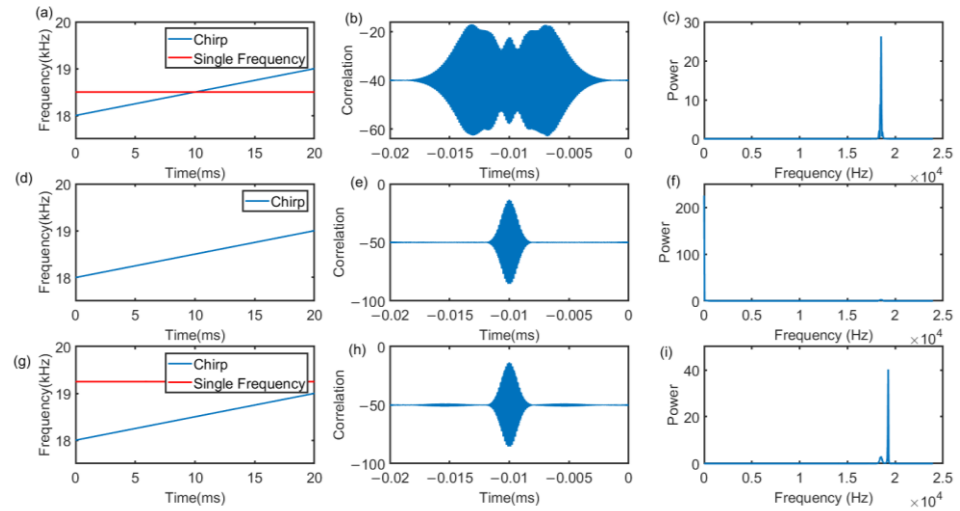 (a)
20
19
18
Frequency(kHz)
Chirp
Single Frequency
0 5 10 15 20
Time(ms)
(b)
−20
−40
−60
Correlation
−0.02 −0.015 −0.01 −0.005 0
Time(ms)
(c)
30
20
10
0
Power
0 0.5 1 1.5 2 2.5
Frequency (Hz)
×10⁴
(d)
20
19
18
Frequency(kHz)
Chirp
0 5 10 15 20
Time(ms)
(e)
0
−50
−100
Correlation
−0.02 −0.015 −0.01 −0.005 0
Time(ms)
(f)
200
100
0
Power
0 0.5 1 1.5 2 2.5
Frequency (Hz)
×10⁴
(g)
20
19
18
Frequency(kHz)
Chirp
Single Frequency
0 5 10 15 20
Time(ms)
(h)
0
−50
−100
Correlation
−0.02 −0.015 −0.01 −0.005 0
Time(ms)
(i)
40
20
0
Power
0 0.5 1 1.5 2 2.5
Frequency (Hz)
×10⁴